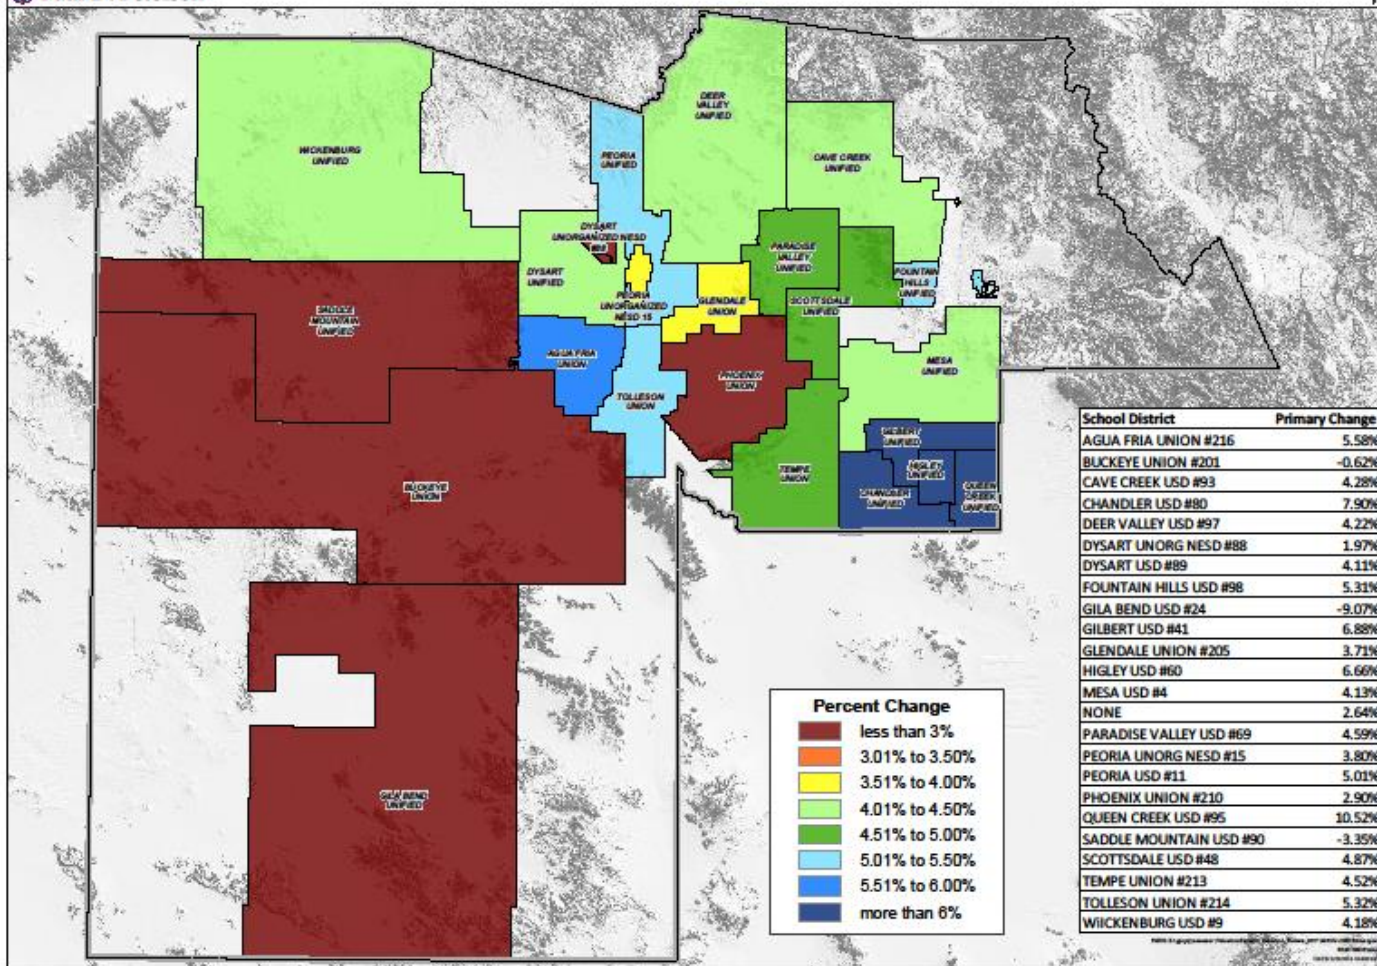 DEER
VALLEY
UNIFIED
WICKENBURG
UNIFIED
PEORIA
UNIFIED
CAVE CREEK
UNIFIED
DYSART
UNORGANIZED NESD
#89
PARADISE
VALLEY
UNIFIED
DYSART
UNIFIED
FOUNTAIN
HILLS
UNIFIED
PEORIA
UNORGANIZED
NESD 15
GLENDALE
UNION
SCOTTSDALE
UNIFIED
SADDLE
MOUNTAIN
UNIFIED
AGUA FRIA
UNION
PHOENIX
UNION
MESA
UNIFIED
TOLLESON
UNION
GILBERT
UNIFIED
HIGLEY
UNIFIED
TEMPE
UNION
CHANDLER
UNIFIED
QUEEN
CREEK
UNIFIED
BUCKEYE
UNION
GILA BEND
UNIFIED
Percent Change
less than 3%
3.01% to 3.50%
3.51% to 4.00%
4.01% to 4.50%
4.51% to 5.00%
5.01% to 5.50%
5.51% to 6.00%
more than 6%
School District Primary Change
AGUA FRIA UNION #216 5.58%
BUCKEYE UNION #201 -0.62%
CAVE CREEK USD #93 4.28%
CHANDLER USD #80 7.90%
DEER VALLEY USD #97 4.22%
DYSART UNORG NESD #88 1.97%
DYSART USD #89 4.11%
FOUNTAIN HILLS USD #98 5.31%
GILA BEND USD #24 -9.07%
GILBERT USD #41 6.88%
GLENDALE UNION #205 3.71%
HIGLEY USD #60 6.66%
MESA USD #4 4.13%
NONE 2.64%
PARADISE VALLEY USD #69 4.59%
PEORIA UNORG NESD #15 3.80%
PEORIA USD #11 5.01%
PHOENIX UNION #210 2.90%
QUEEN CREEK USD #95 10.52%
SADDLE MOUNTAIN USD #90 -3.35%
SCOTTSDALE USD #48 4.87%
TEMPE UNION #213 4.52%
TOLLESON UNION #214 5.32%
WIICKENBURG USD #9 4.18%